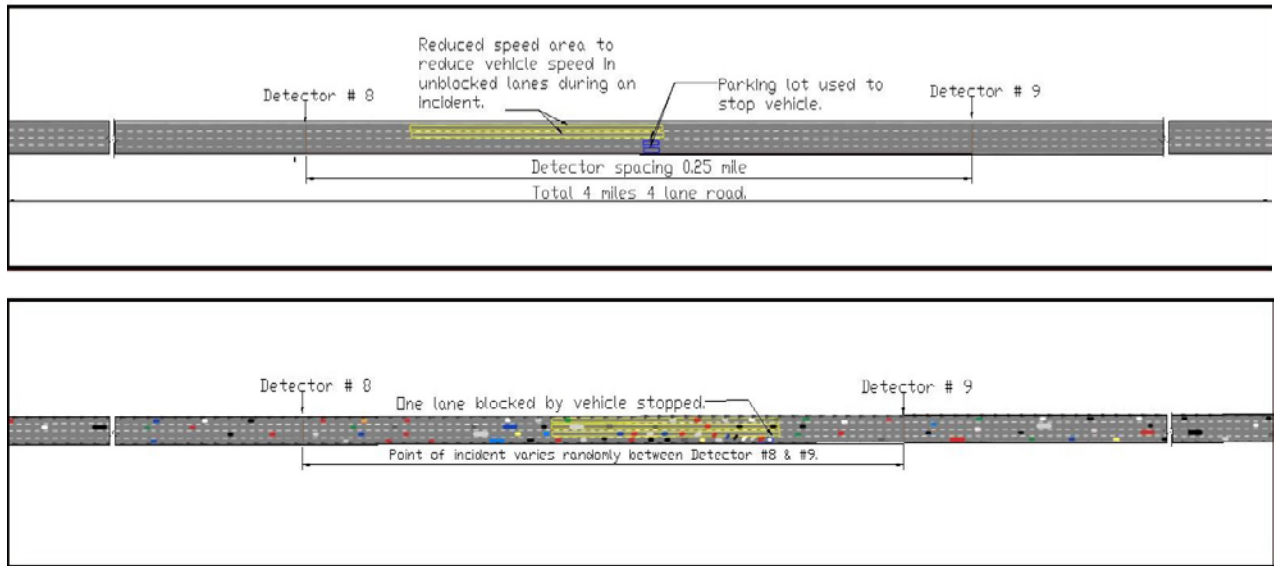 Reduced speed area to
reduce vehicle speed in
unblocked lanes during an
incident.
Detector # 8
Parking lot used to
stop vehicle.
Detector # 9
Detector spacing 0.25 mile
Total 4 miles 4 lane road.
Detector # 8
Detector # 9
One lane blocked by vehicle stopped.
Point of incident varies randomly between Detector #8 & #9.